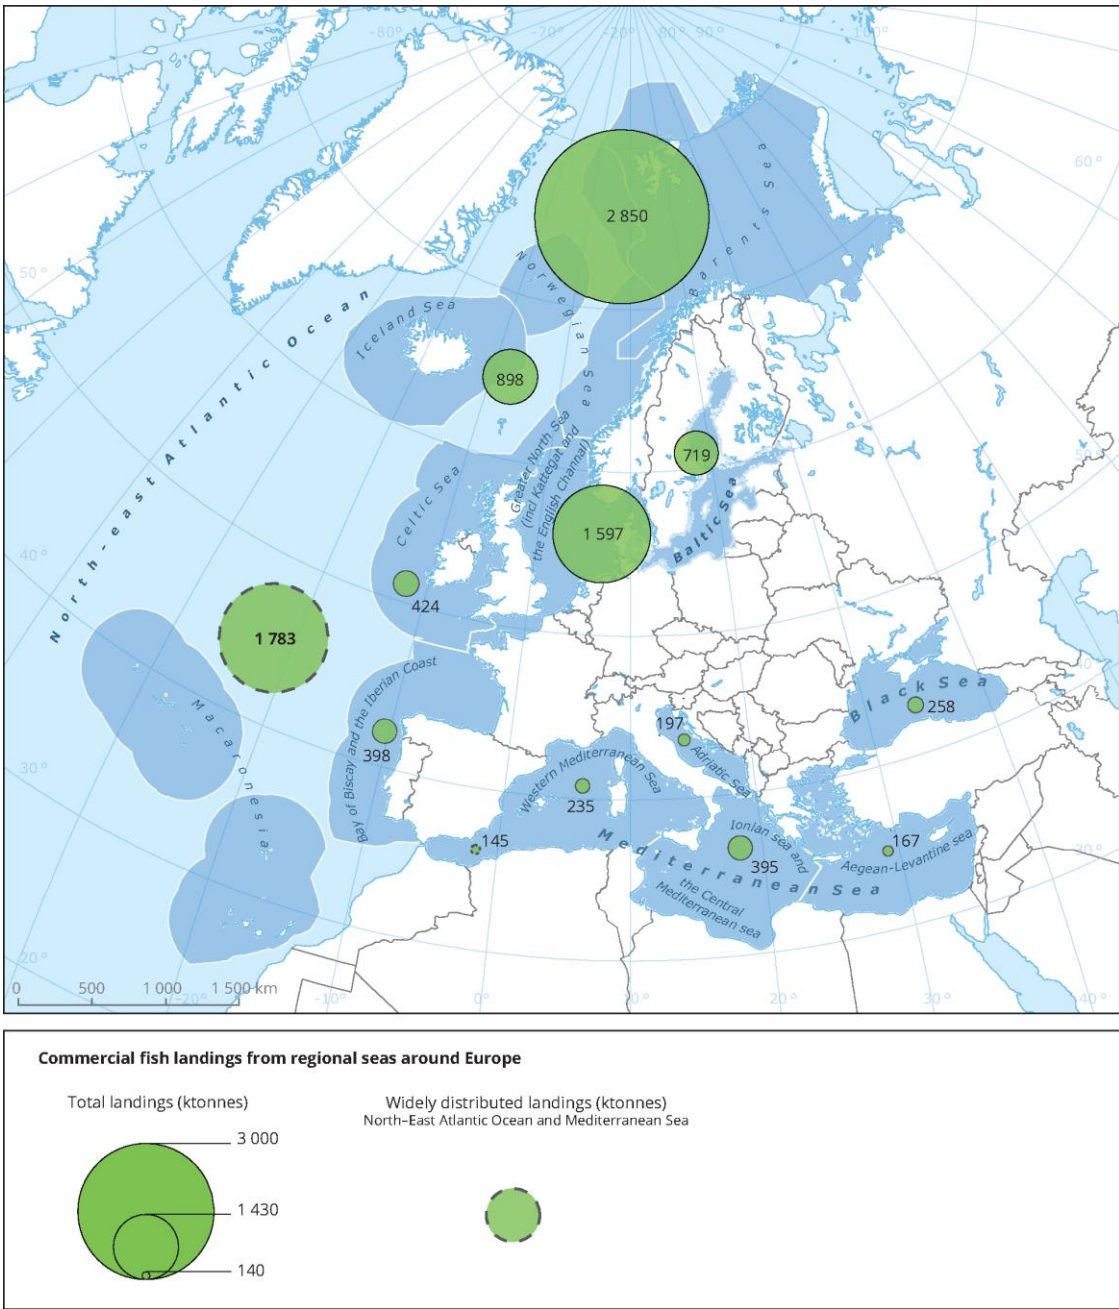 -80°
-70°
-20°
80°
90°
100°
60°
50°
50°
40°
40°
30°
30°
20°
-20°
-10°
0°
10°
20°
30°
40°
2 850
Barents Sea
Norwegian Sea
Iceland Sea
898
North-east Atlantic Ocean
719
Baltic Sea
Greater North Sea
(incl Kattegat and
the English Channel)
1 597
Celtic Sea
424
1 783
Macaronesia
Bay of Biscay and the Iberian Coast
398
Black Sea
258
197
Adriatic Sea
Western Mediterranean Sea
235
145
Mediterranean Sea
Ionian sea and
the Central
Mediterranean sea
395
167
Aegean-Levantine sea
0 500 1 000 1 500 km
Commercial fish landings from regional seas around Europe
Total landings (ktonnes)
3 000
1 430
140
Widely distributed landings (ktonnes)
North–East Atlantic Ocean and Mediterranean Sea